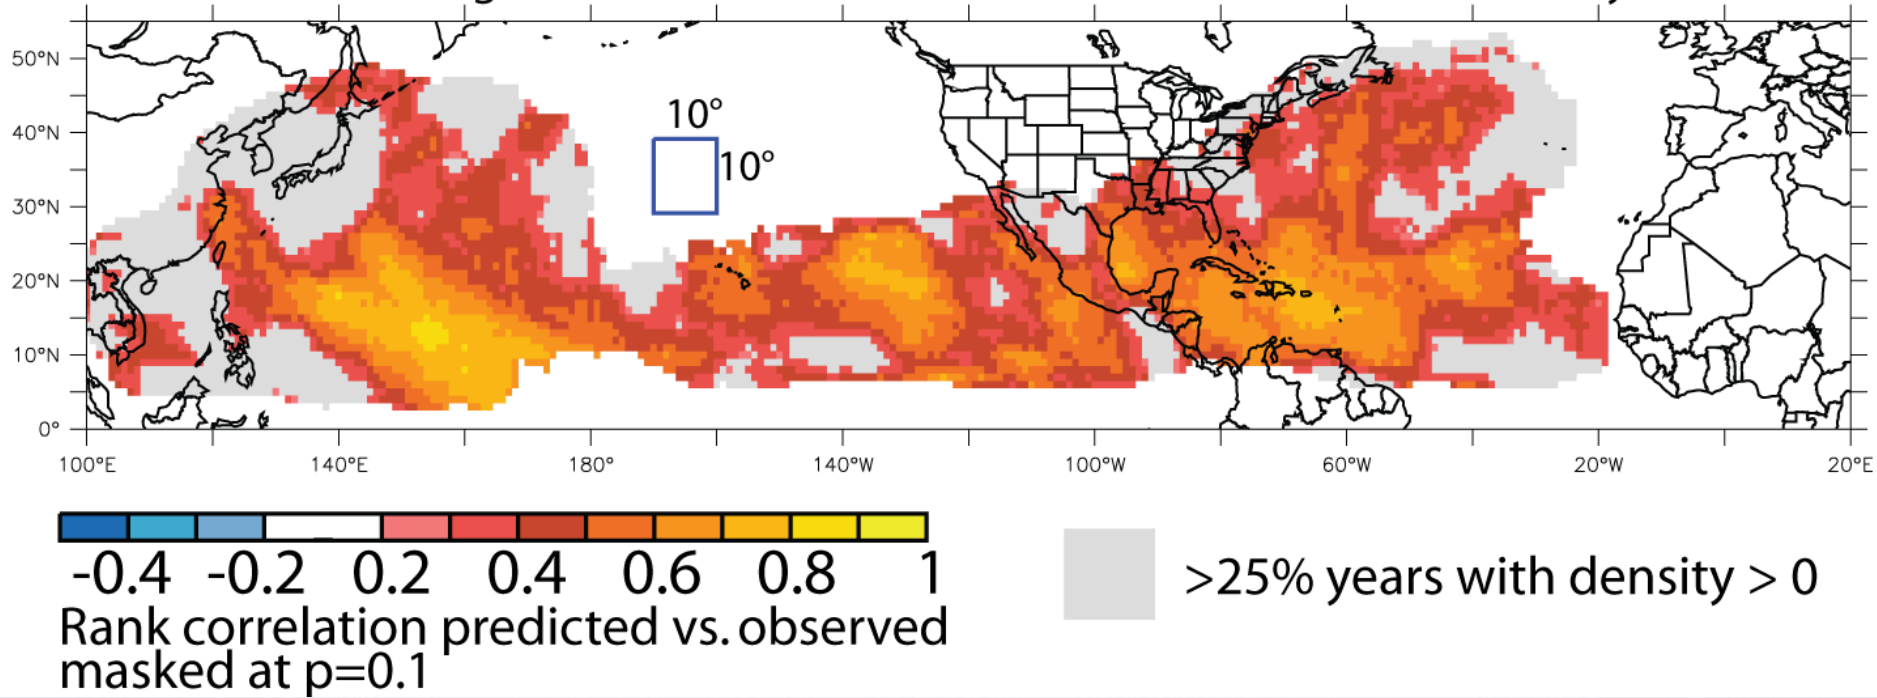 50°N
40°N
30°N
20°N
10°N
0°
10°
10°
100°E 140°E 180° 140°W 100°W 60°W 20°W 20°E
-0.4 -0.2 0.2 0.4 0.6 0.8 1
Rank correlation predicted vs. observed
masked at p=0.1
>25% years with density > 0